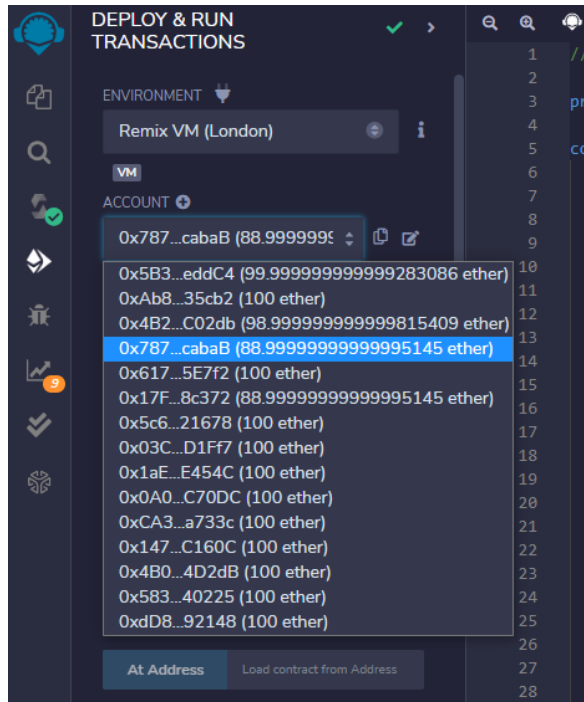 DEPLOY & RUN
TRANSACTIONS
ENVIRONMENT
Remix VM (London)
VM
ACCOUNT
0x787...cabaB (88.9999999
0x5B3...eddC4 (99.999999999999283086 ether)
0xAb8...35cb2 (100 ether)
0x4B2...C02db (98.999999999999815409 ether)
0x787...cabaB (88.99999999999995145 ether)
0x617...5E7f2 (100 ether)
0x17F...8c372 (88.99999999999995145 ether)
0x5c6...21678 (100 ether)
0x03C...D1Ff7 (100 ether)
0x1aE...E454C (100 ether)
0x0A0...C70DC (100 ether)
0xCA3...a733c (100 ether)
0x147...C160C (100 ether)
0x4B0...4D2dB (100 ether)
0x583...40225 (100 ether)
0xdD8...92148 (100 ether)
At Address
Load contract from Address
9
1 //
2
3 pr
4
5 co
6
7
8
9
10
11
12
13
14
15
16
17
18
19
20
21
22
23
24
25
26
27
28